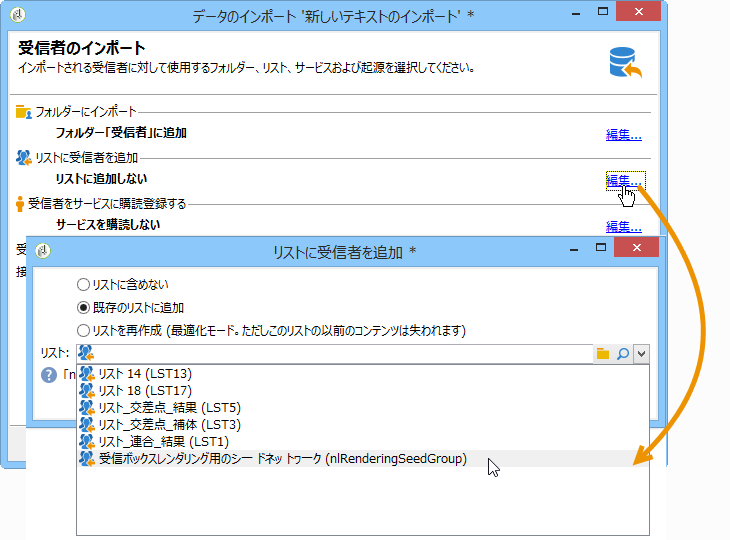 データのインポート '新しいテキストのインポート' *
受信者のインポート
インポートされる受信者に対して使用するフォルダー、リスト、サービスおよび起源を選択してください。
フォルダーにインポート
フォルダー「受信者」に追加
編集...
リストに受信者を追加
リストに追加しない
編集...
受信者をサービスに購読登録する
サービスを購読しない
編集...
受
接
リストに受信者を追加 *
リストに含めない
既存のリストに追加
リストを再作成 (最適化モード。ただしこのリストの以前のコンテンツは失われます)
リスト:
「n
リスト 14 (LST13)
リスト 18 (LST17)
リスト_交差点_結果 (LST5)
リスト_交差点_補体 (LST3)
リスト_連合_結果 (LST1)
受信ボックスレンダリング用のシー ドネットワーク (nlRenderingSeedGroup)